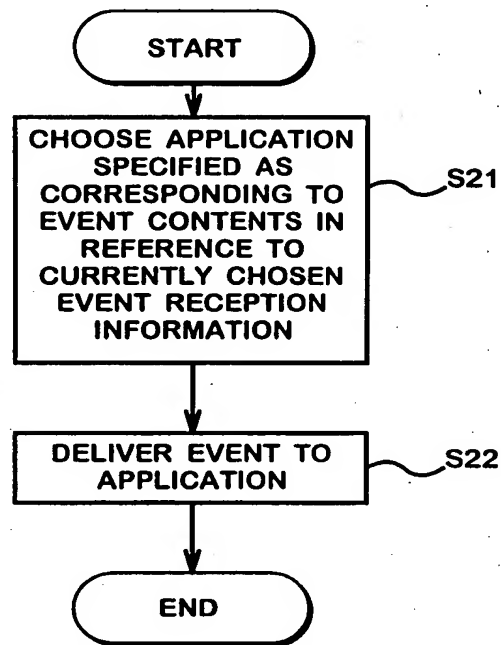 START
CHOOSE APPLICATION
SPECIFIED AS
CORRESPONDING TO
EVENT CONTENTS IN
REFERENCE TO
CURRENTLY CHOSEN
EVENT RECEPTION
INFORMATION
S21
DELIVER EVENT TO
APPLICATION
S22
END